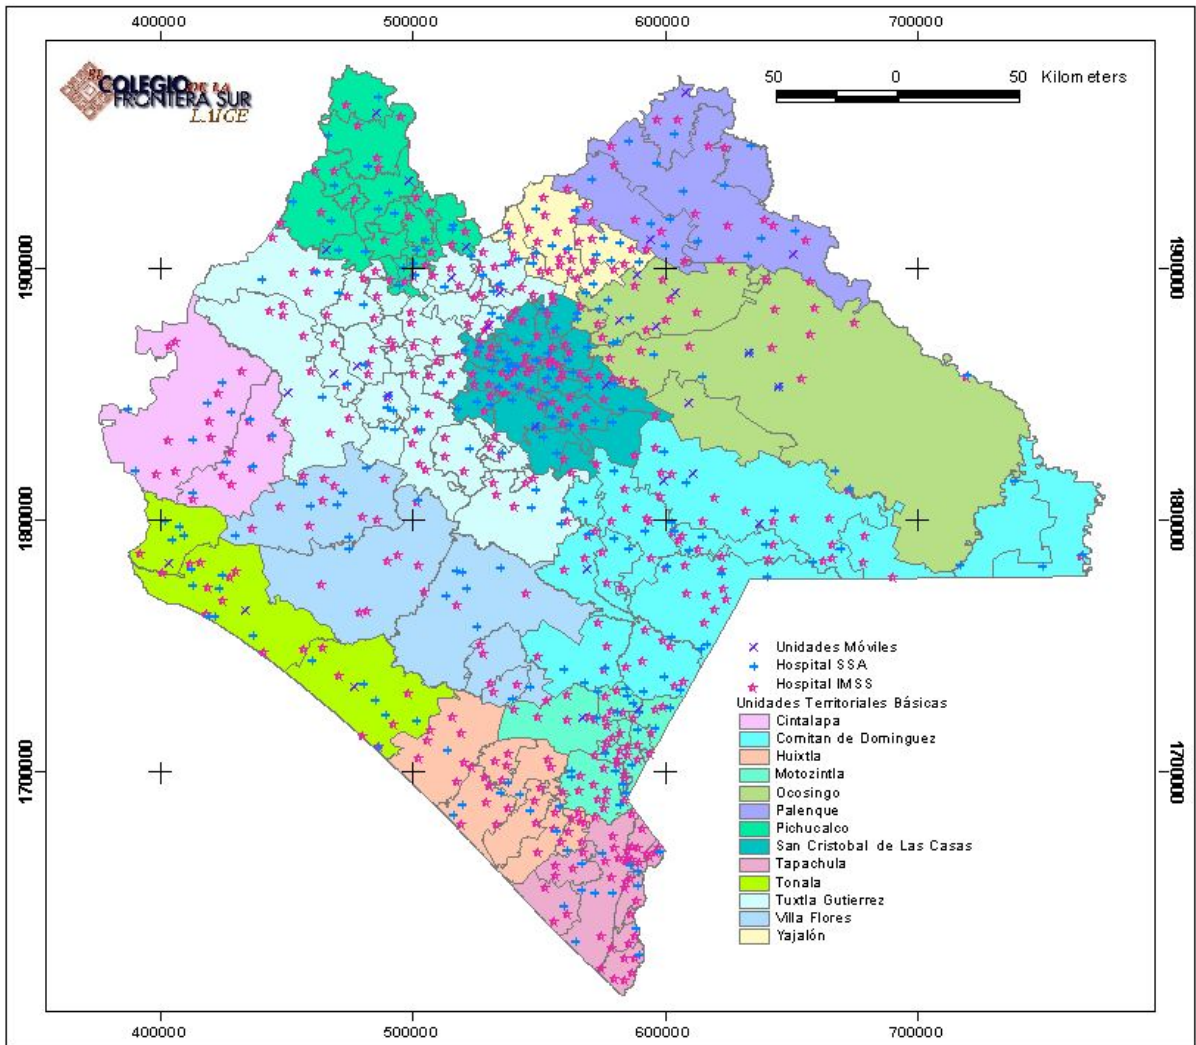 400000 500000 600000 700000
EL
COLEGIO DE LA
FRONTERA SUR
LAIGE
50 0 50 Kilometers
1900000 1900000
1800000 1800000
1700000 1700000
Unidades Móviles
Hospital SSA
Hospital IMSS
Unidades Territoriales Básicas
Cintalapa
Comitan de Dominguez
Huixtla
Motozintla
Ocosingo
Palenque
Pichucalco
San Cristobal de Las Casas
Tapachula
Tonala
Tuxtla Gutierrez
Villa Flores
Yajalón
400000 500000 600000 700000